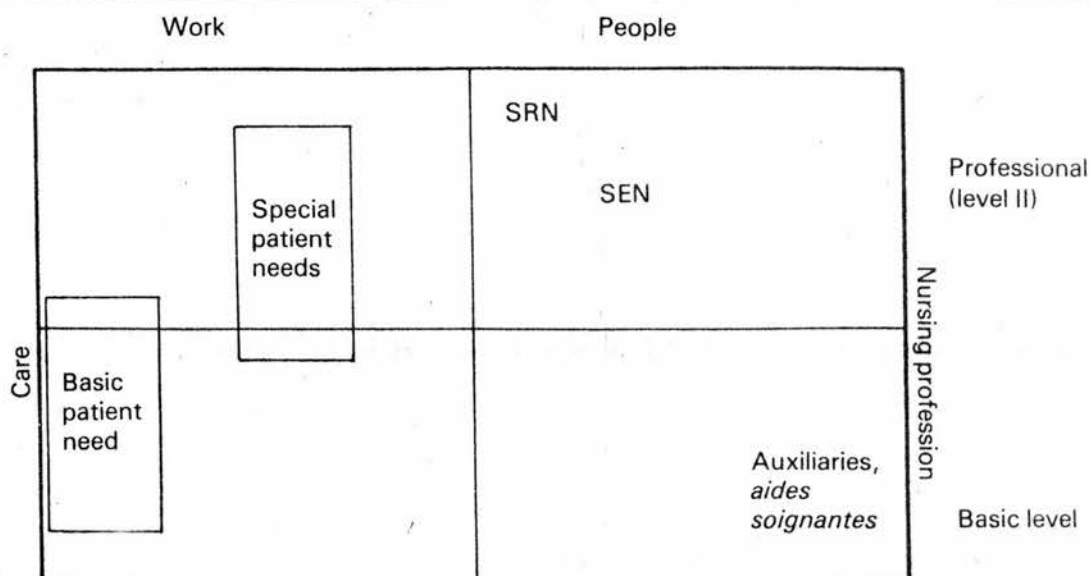 Work
People
SRN
SEN
Professional
(level II)
Special
patient
needs
Care
Nursing profession
Basic
patient
need
Auxiliaries,
aides
soignantes
Basic level